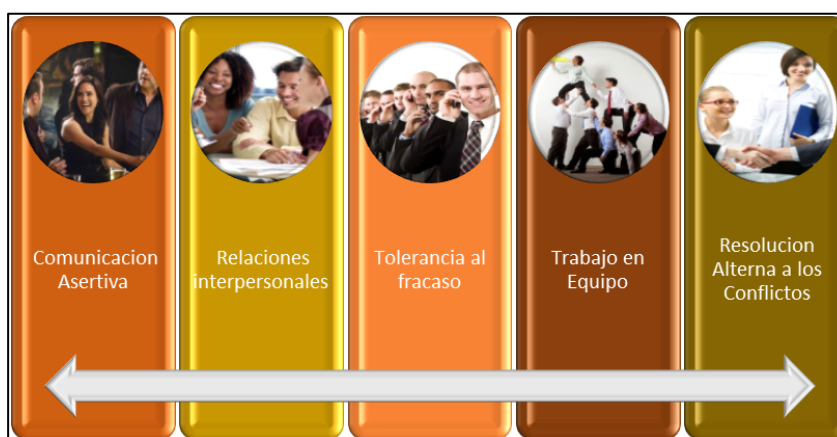 Comunicacion
Asertiva
Relaciones
interpersonales
Tolerancia al
fracaso
Trabajo en
Equipo
Resolucion
Alterna a los
Conflictos